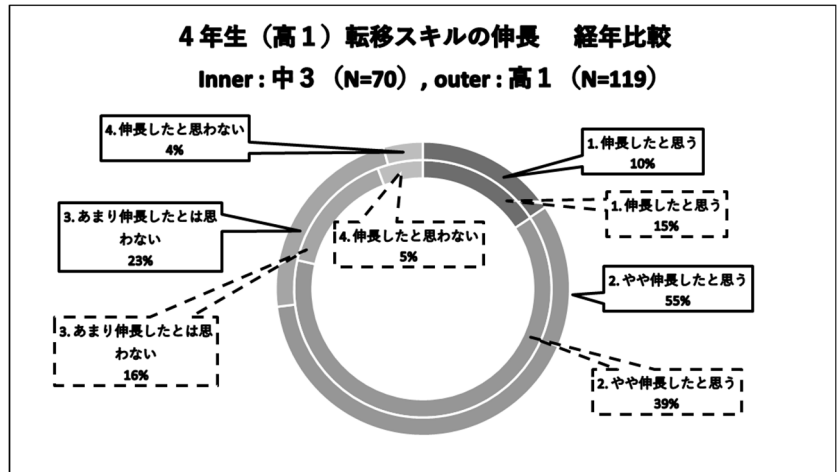 ４年生（高１）転移スキルの伸長　経年比較
Inner : 中３（N=70）, outer : 高１（N=119）
4. 伸長したと思わない
4%
1. 伸長したと思う
10%
1. 伸長したと思う
15%
3. あまり伸長したとは思
わない
23%
4. 伸長したと思わない
5%
2. やや伸長したと思う
55%
3. あまり伸長したとは思
わない
16%
2. やや伸長したと思う
39%